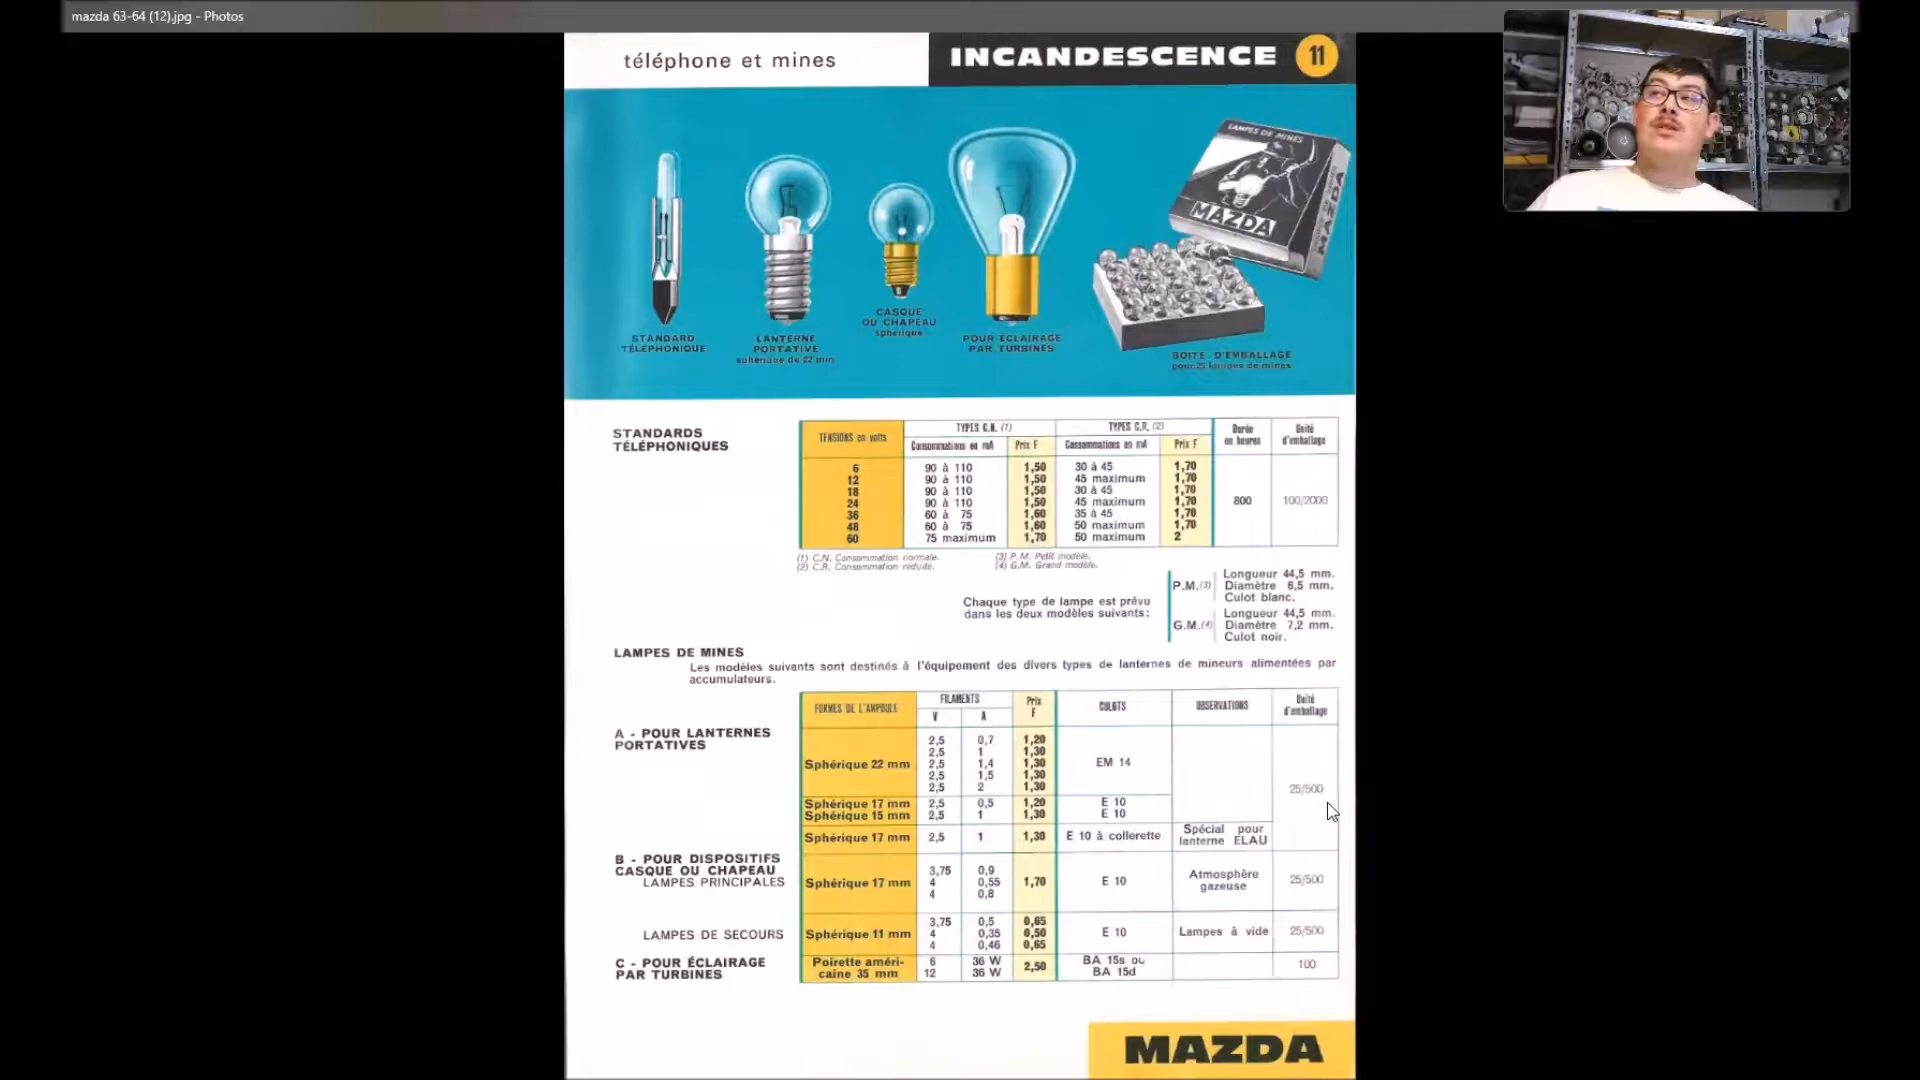 mazda 63-64 (12).jpg - Photos
téléphone et mines
INCANDESCENCE 11
LAMPES DE MINES
MAZDA
MAZDA
STANDARD
TÉLÉPHONIQUE
LANTERNE
PORTATIVE
sphérique de 22 mm
CASQUE
OU CHAPEAU
sphérique
POUR ÉCLAIRAGE
PAR TURBINES
BOITE D'EMBALLAGE
pour 25 lampes de mines
STANDARDS
TÉLÉPHONIQUES
TENSIONS en volts
TYPES C.N. (1)
TYPES C.R. (2)
Durée
en heures
Unité
d'emballage
Consommations en mA
Prix F
Consommations en mA
Prix F
6 90 à 110 1,50 30 à 45 1,70
12 90 à 110 1,50 45 maximum 1,70
18 90 à 110 1,50 30 à 45 1,70
24 90 à 110 1,50 45 maximum 1,70 800 100/2000
36 60 à 75 1,60 35 à 45 1,70
48 60 à 75 1,60 50 maximum 1,70
60 75 maximum 1,70 50 maximum 2
(1) C.N. Consommation normale. (3) P.M. Petit modèle.
(2) C.R. Consommation réduite. (4) G.M. Grand modèle.
Chaque type de lampe est prévu
dans les deux modèles suivants:
P.M.(3)
Longueur 44,5 mm.
Diamètre 6,5 mm.
Culot blanc.
G.M.(4)
Longueur 44,5 mm.
Diamètre 7,2 mm.
Culot noir.
LAMPES DE MINES
Les modèles suivants sont destinés à l'équipement des divers types de lanternes de mineurs alimentées par
accumulateurs.
FORMES DE L'AMPOULE
FILAMENTS
V A
Prix
F
CULOTS
OBSERVATIONS
Unité
d'emballage
A - POUR LANTERNES
PORTATIVES
Sphérique 22 mm
2,5 0,7 1,20
2,5 1 1,30
2,5 1,4 1,30
2,5 1,5 1,30
2,5 2 1,30
EM 14
25/500
Sphérique 17 mm 2,5 0,5 1,20 E 10
Sphérique 15 mm 2,5 1 1,30 E 10
Sphérique 17 mm 2,5 1 1,30 E 10 à collerette
Spécial pour
lanterne ELAU
B - POUR DISPOSITIFS
CASQUE OU CHAPEAU
LAMPES PRINCIPALES
Sphérique 17 mm
3,75 0,9
4 0,55
4 0,8
1,70
E 10
Atmosphère
gazeuse
25/500
LAMPES DE SECOURS
Sphérique 11 mm
3,75 0,5 0,65
4 0,35 0,50
4 0,46 0,65
E 10
Lampes à vide
25/500
C - POUR ÉCLAIRAGE
PAR TURBINES
Poirette améri-
caine 35 mm
6 36 W
12 36 W
2,50
BA 15s ou
BA 15d
100
MAZDA